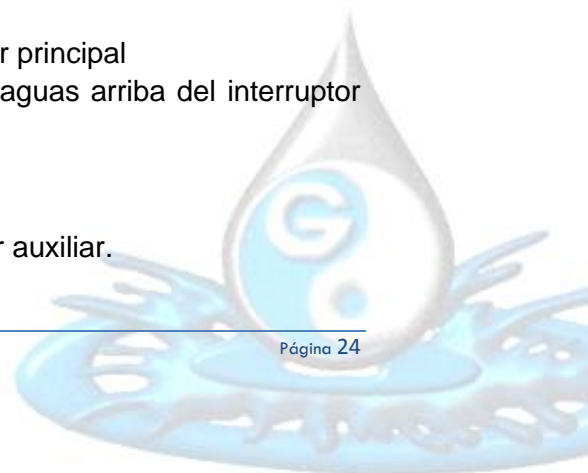 r principal
aguas arriba del interruptor
r auxiliar.
Página 24
G